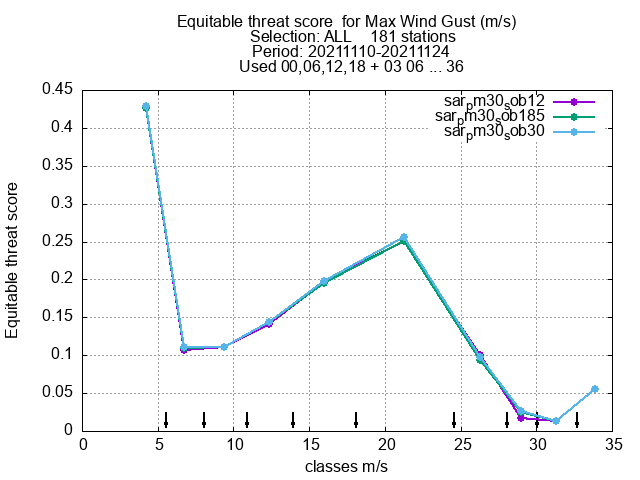 Equitable threat score  for Max Wind Gust (m/s)
Selection: ALL    181 stations
Period: 20211110-20211124
Used 00,06,12,18 + 03 06 ... 36
sarpm30sob12
sarpm30sob185
sarpm30sob30
Equitable threat score
0.45
0.4
0.35
0.3
0.25
0.2
0.15
0.1
0.05
0
0 5 10 15 20 25 30 35
classes m/s